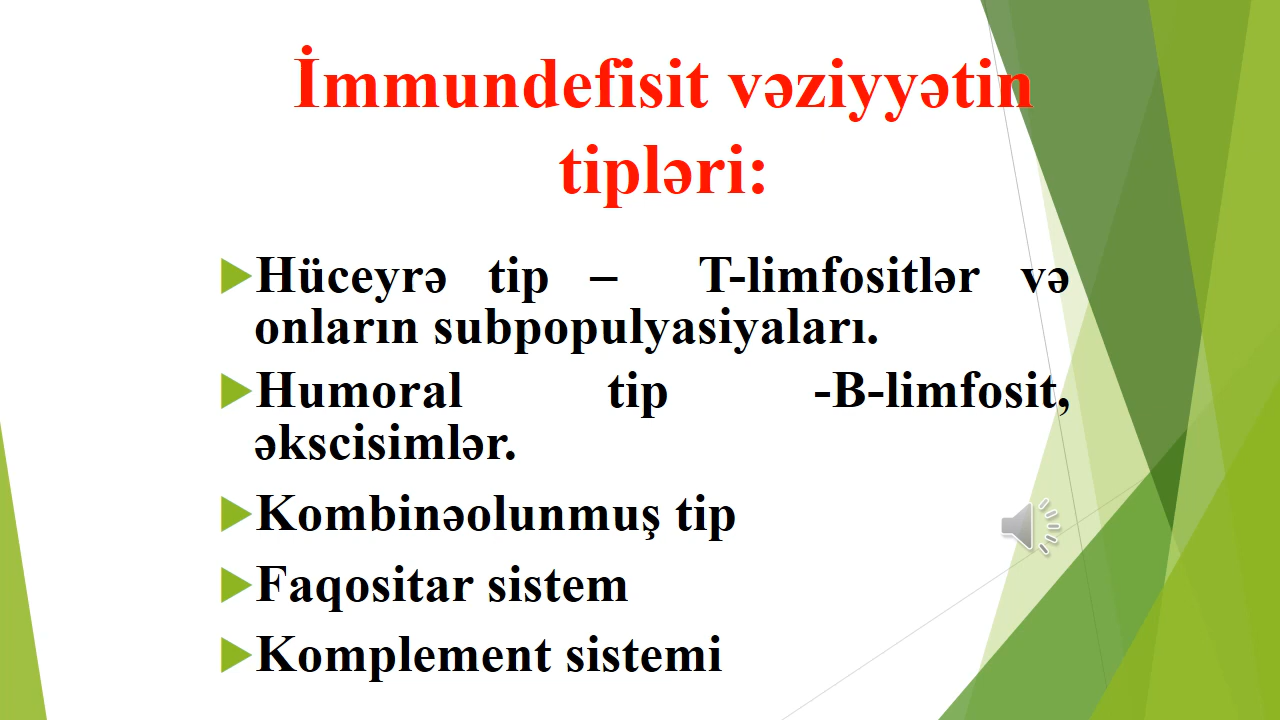 İmmundefisit vəziyyətin
tipləri:
Hüceyrə tip – T-limfositlər və
onların subpopulyasiyaları.
Humoral tip -B-limfosit,
əkscisimlər.
Kombinəolunmuş tip
Faqositar sistem
Komplement sistemi